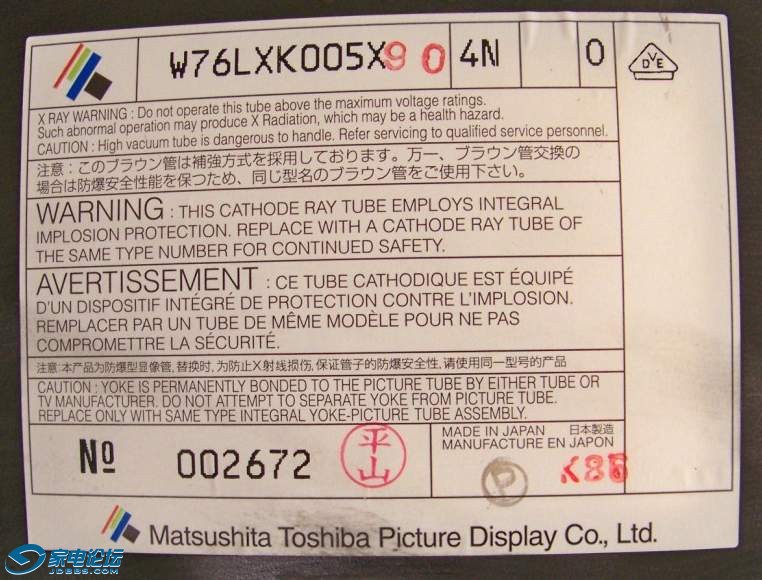 W76LXK005X90 4N 0
DVE
X RAY WARNING : Do not operate this tube above the maximum voltage ratings.
Such abnormal operation may produce X Radiation, which may be a health hazard.
CAUTION : High vacuum tube is dangerous to handle. Refer servicing to qualified service personnel.
注意：このブラウン管は補強方式を採用しております。万一、ブラウン管交換の
場合は防爆安全性能を保つため、同じ型名のブラウン管をご使用下さい。
WARNING : THIS CATHODE RAY TUBE EMPLOYS INTEGRAL
IMPLOSION PROTECTION. REPLACE WITH A CATHODE RAY TUBE OF
THE SAME TYPE NUMBER FOR CONTINUED SAFETY.
AVERTISSEMENT : CE TUBE CATHODIQUE EST ÉQUIPÉ
D'UN DISPOSITIF INTÉGRÉ DE PROTECTION CONTRE L'IMPLOSION.
REMPLACER PAR UN TUBE DE MÊME MODÈLE POUR NE PAS
COMPROMETTRE LA SÉCURITÉ.
注意:本产品为防爆型显像管, 替换时, 为防止X射线损伤, 保证管子的防爆安全性, 请使用同一型号的产品
CAUTION : YOKE IS PERMANENTLY BONDED TO THE PICTURE TUBE BY EITHER TUBE OR
TV MANUFACTURER. DO NOT ATTEMPT TO SEPARATE YOKE FROM PICTURE TUBE.
REPLACE ONLY WITH SAME TYPE INTEGRAL YOKE-PICTURE TUBE ASSEMBLY.
Nº 002672
平山
MADE IN JAPAN 日本製造
MANUFACTURE EN JAPON
P
K86
Matsushita Toshiba Picture Display Co., Ltd.
家电论坛
JDBBS.COM